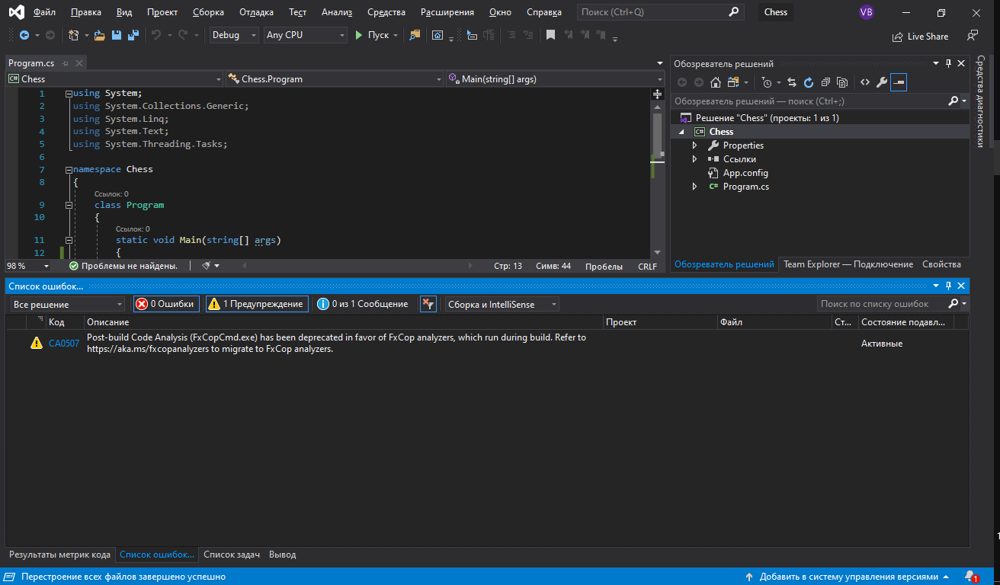 Файл Правка Вид Проект Сборка Отладка Тест Анализ Средства Расширения Окно Справка Поиск (Ctrl+Q) Chess VB
Debug Any CPU Пуск Live Share
Program.cs
Chess Chess.Program Main(string[] args)
1 using System;
2 using System.Collections.Generic;
3 using System.Linq;
4 using System.Text;
5 using System.Threading.Tasks;
6
7 namespace Chess
8 {
Ссылок: 0
9 class Program
10 {
Ссылок: 0
11 static void Main(string[] args)
12 {
98 % Проблемы не найдены. Стр: 13 Симв: 44 Пробелы CRLF
Обозреватель решений
Обозреватель решений — поиск (Ctrl+;)
Решение "Chess" (проекты: 1 из 1)
C# Chess
Properties
Ссылки
App.config
C# Program.cs
Обозреватель решений Team Explorer — Подключение Свойства
Средства диагностики
Список ошибок...
Все решение 0 Ошибки 1 Предупреждение 0 из 1 Сообщение Сборка и IntelliSense Поиск по списку ошибок
Код Описание Проект Файл Ст... Состояние подавл...
CA0507 Post-build Code Analysis (FxCopCmd.exe) has been deprecated in favor of FxCop analyzers, which run during build. Refer to
https://aka.ms/fxcopanalyzers to migrate to FxCop analyzers.
Активные
Результаты метрик кода Список ошибок... Список задач Вывод
Перестроение всех файлов завершено успешно Добавить в систему управления версиями 1